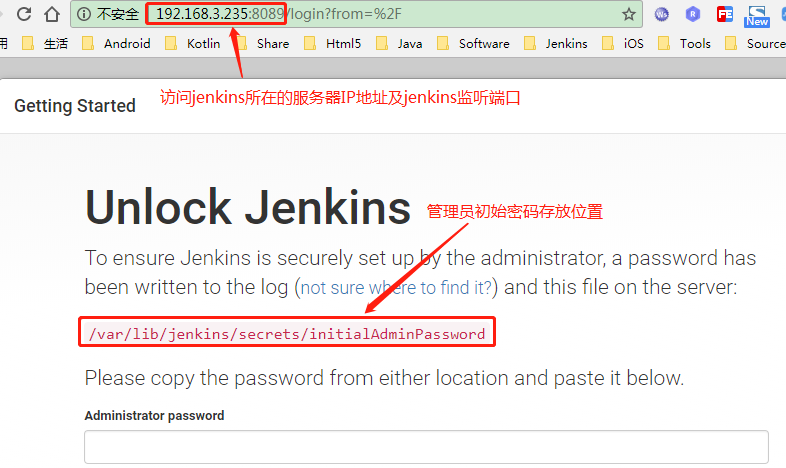 不安全 192.168.3.235:8089/login?from=%2F
用 生活 Android Kotlin Share Html5 Java Software Jenkins iOS Tools Source
Getting Started
访问jenkins所在的服务器IP地址及jenkins监听端口
Unlock Jenkins
管理员初始密码存放位置
To ensure Jenkins is securely set up by the administrator, a password has
been written to the log (not sure where to find it?) and this file on the server:
/var/lib/jenkins/secrets/initialAdminPassword
Please copy the password from either location and paste it below.
Administrator password
Ws R FE New